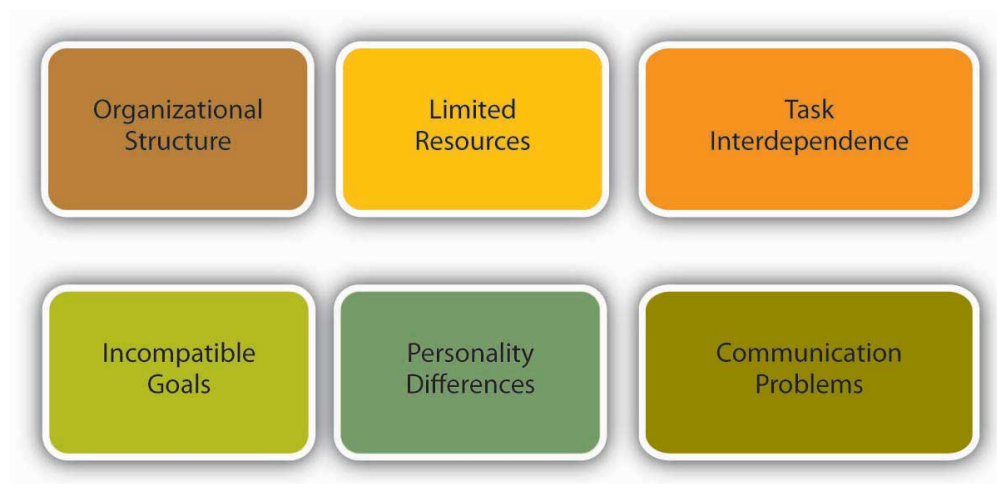 Organizational
Structure
Limited
Resources
Task
Interdependence
Incompatible
Goals
Personality
Differences
Communication
Problems